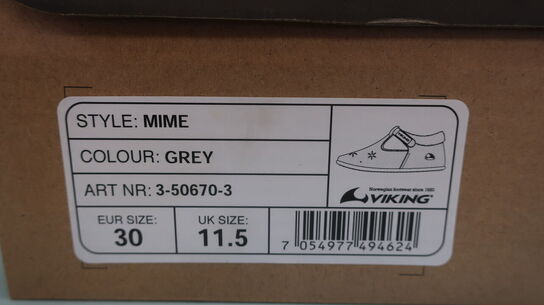 STYLE: MIME
COLOUR: GREY
ART NR: 3-50670-3
EUR SIZE:
30
UK SIZE:
11.5
Norwegian footwear since 1920
VIKING
7 054977 494624